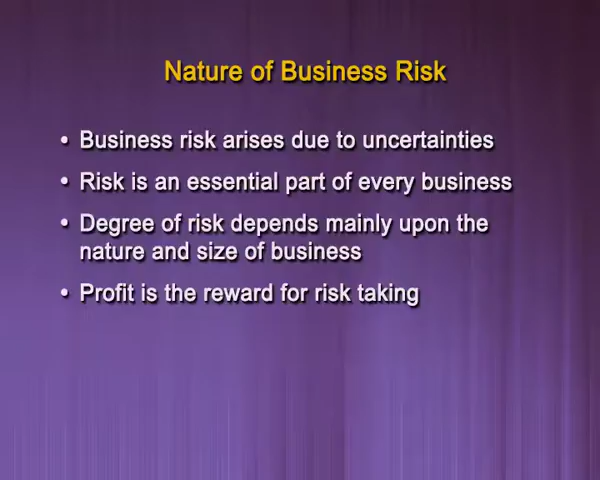 Nature of Business Risk
• Business risk arises due to uncertainties
• Risk is an essential part of every business
• Degree of risk depends mainly upon the
nature and size of business
• Profit is the reward for risk taking